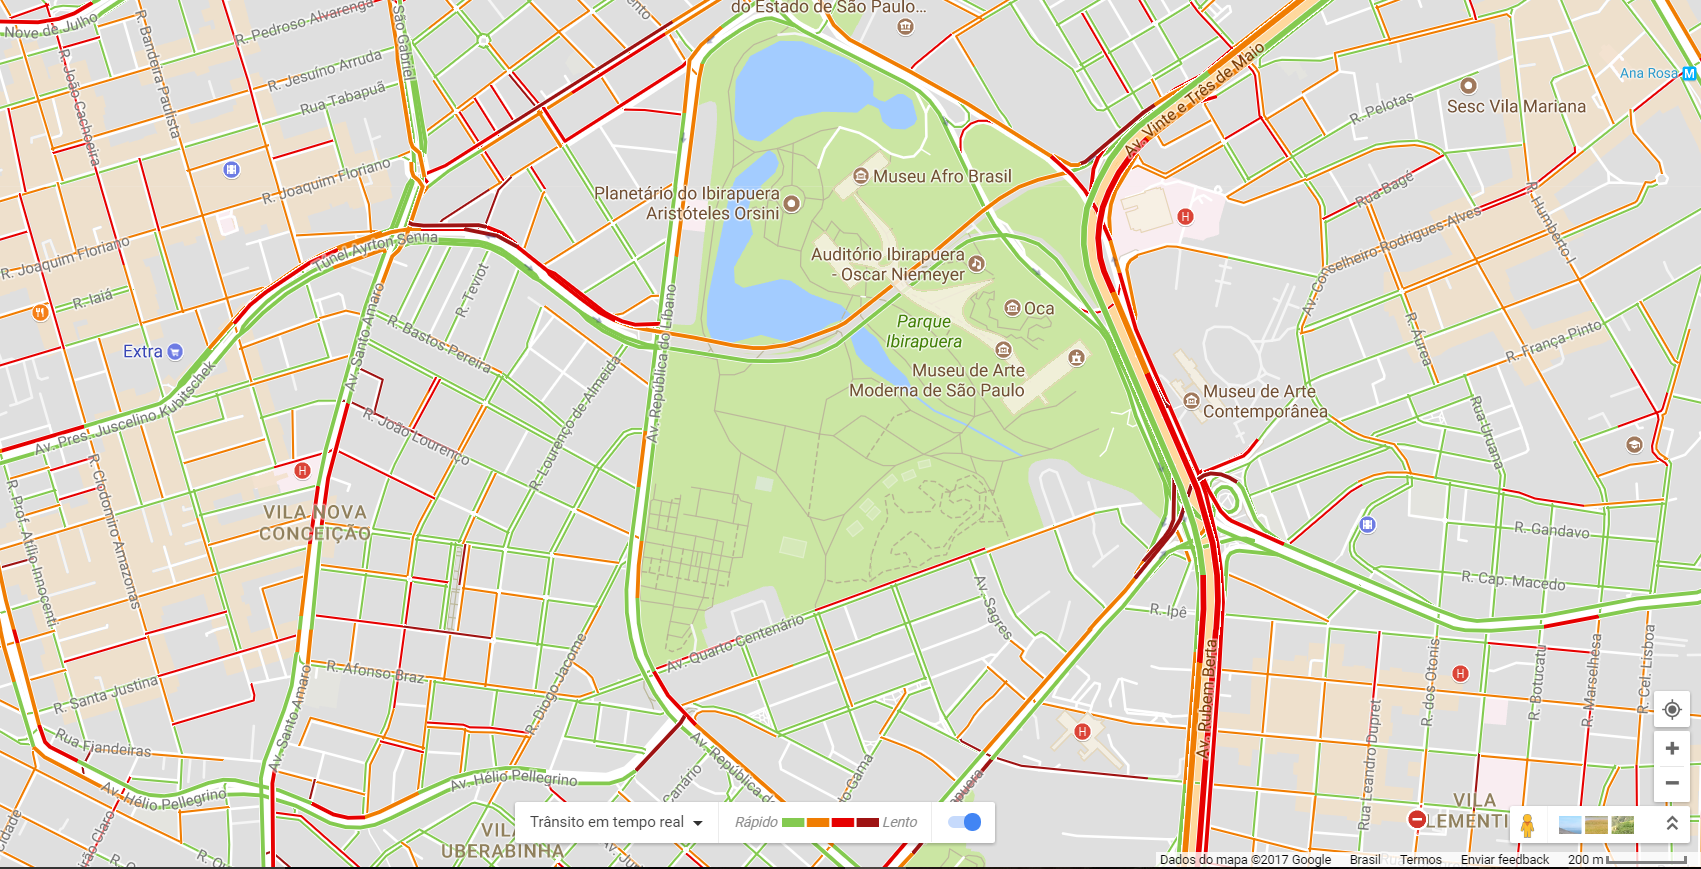 do Estado de São Paulo...
Nove de Julho
R. Pedroso Alvarenga
São Gabriel
R. Bandeira Paulista
R. João Cachoeira
R. Jesuíno Arruda
Rua Tabapuã
Av. Vinte e Três de Maio
Ana Rosa
M
Sesc Vila Mariana
R. Pelotas
R. Joaquim Floriano
Planetário do Ibirapuera
Aristóteles Orsini
Museu Afro Brasil
Rua Bagé
R. Humberto I
H
R. Joaquim Floriano
Túnel Ayrton Senna
Av. Conselheiro Rodrigues Alves
Auditório Ibirapuera
- Oscar Niemeyer
R. Iaiá
R. Teviot
Av. Santo Amaro
Oca
Parque
Ibirapuera
R. Bastos Pereira
Av. República do Líbano
R. Áurea
R. França Pinto
Extra
Museu de Arte
Moderna de São Paulo
Museu de Arte
Contemporânea
Av. Pres. Juscelino Kubitschek
R. João Lourenço
R. Lourenço de Almeida
Rua Uruana
H
R. Prof. Atílio Innocenti
R. Clodomiro Amazonas
VILA NOVA
CONCEIÇÃO
R. Gandavo
R. Cap. Macedo
Av. Sagres
R. Ipê
Av. Quarto Centenário
R. Afonso Braz
R. Diogo Jacome
Av. Rubem Berta
R. dos Otonis
R. Botucatu
R. Marselhesa
R. Cel. Lisboa
H
R. Santa Justina
Av. Santo Amaro
Rua Fiandeiras
H
Rua Leandro Dupret
Av. Hélio Pellegrino
Av. Hélio Pellegrino
Av. República do
Canário
do Gama
VILA
Trânsito em tempo real
Rápido
Lento
UBERABINHA
Dados do mapa ©2017 Google
Brasil
Termos
Enviar feedback
200 m